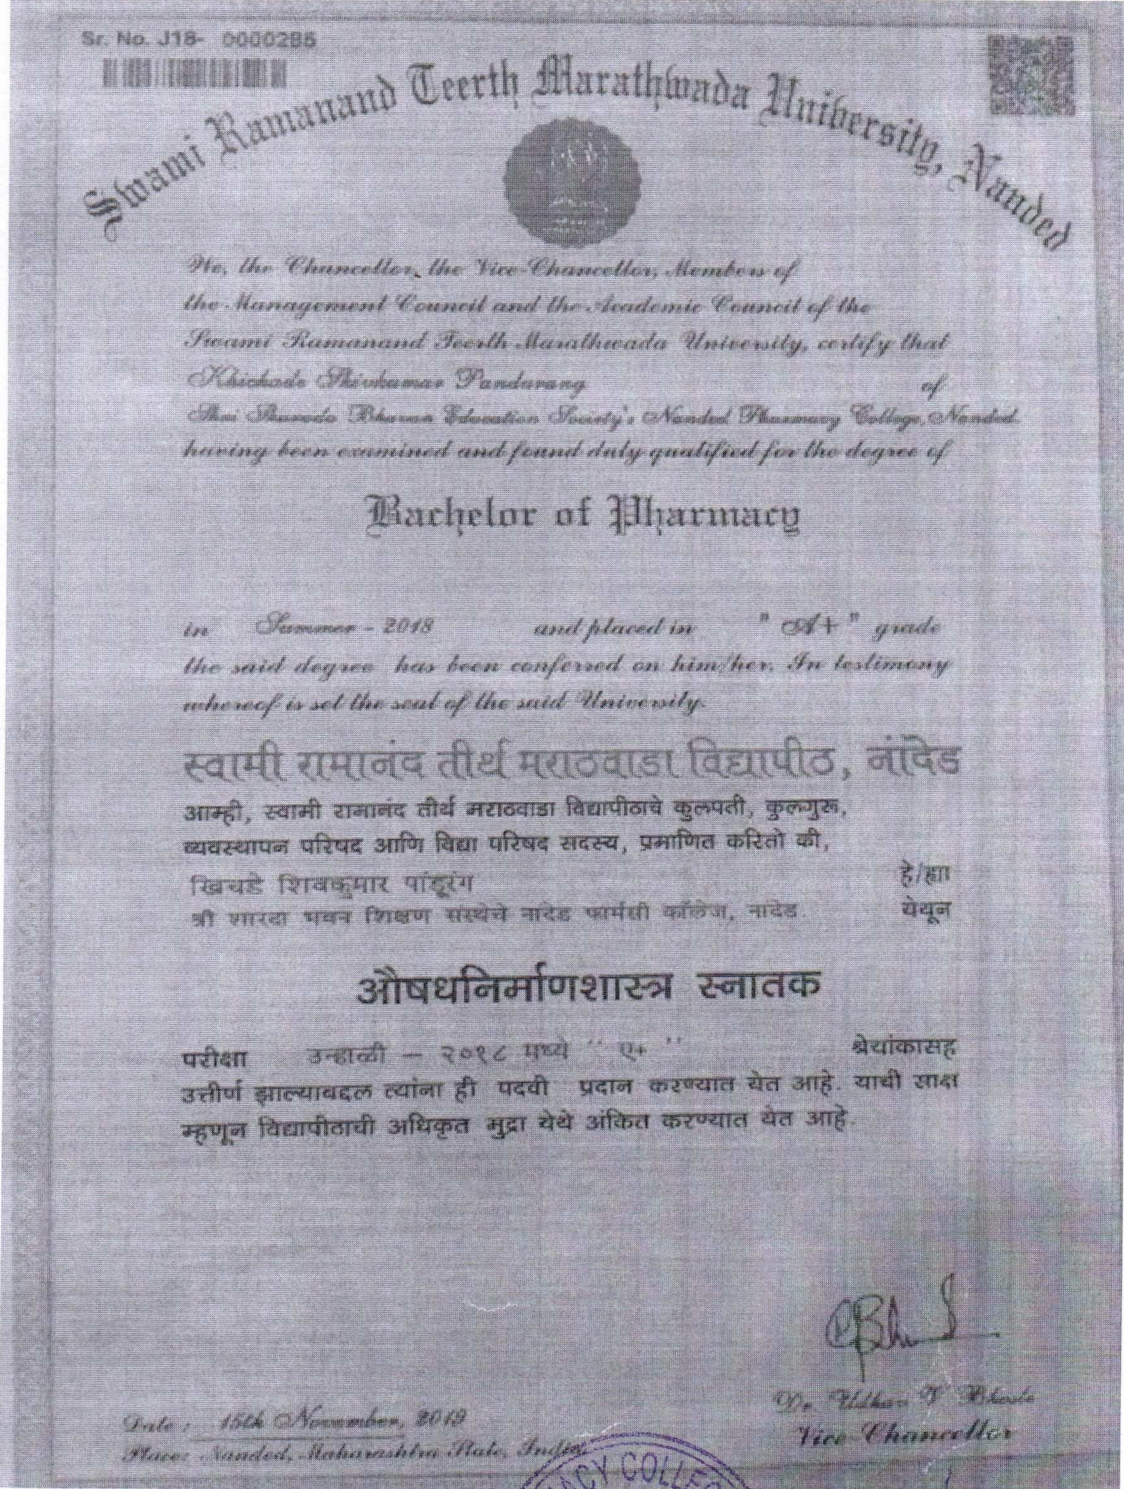 Sr. No. J18- 0000285
Swami Ramanand Teerth Marathwada University, Nanded
We, the Chancellor, the Vice-Chancellor, Members of
the Management Council and the Academic Council of the
Swami Ramanand Teerth Marathwada University, certify that
Khichade Shivkumar Pandurang of
Shri Sharada Bhavan Education Society's Nanded Pharmacy College, Nanded.
having been examined and found duly qualified for the degree of
Bachelor of Pharmacy
in Summer - 2018 and placed in " A+ " grade
the said degree has been conferred on him/her. In testimony
whereof is set the seal of the said University.
स्वामी रामानंद तीर्थ मराठवाडा विद्यापीठ, नांदेड
आम्ही, स्वामी रामानंद तीर्थ मराठवाडा विद्यापीठाचे कुलपती, कुलगुरू,
व्यवस्थापन परिषद आणि विद्या परिषद सदस्य, प्रमाणित करितो की,
खिचडे शिवकुमार पांडूरंग हे/ह्या
श्री शारदा भवन शिक्षण संस्थेचे नांदेड फार्मसी कॉलेज, नांदेड. येथून
औषधनिर्माणशास्त्र स्नातक
परीक्षा उन्हाळी – २०१८ मध्ये “ ए+ ” श्रेयांकासह
उत्तीर्ण झाल्याबद्दल त्यांना ही पदवी प्रदान करण्यात येत आहे. याची साक्ष
म्हणून विद्यापीठाची अधिकृत मुद्रा येथे अंकित करण्यात येत आहे.
Dr. Udhav V Bhosle
Vice-Chancellor
Date : 15th November, 2019
Place: Nanded, Maharashtra State, India